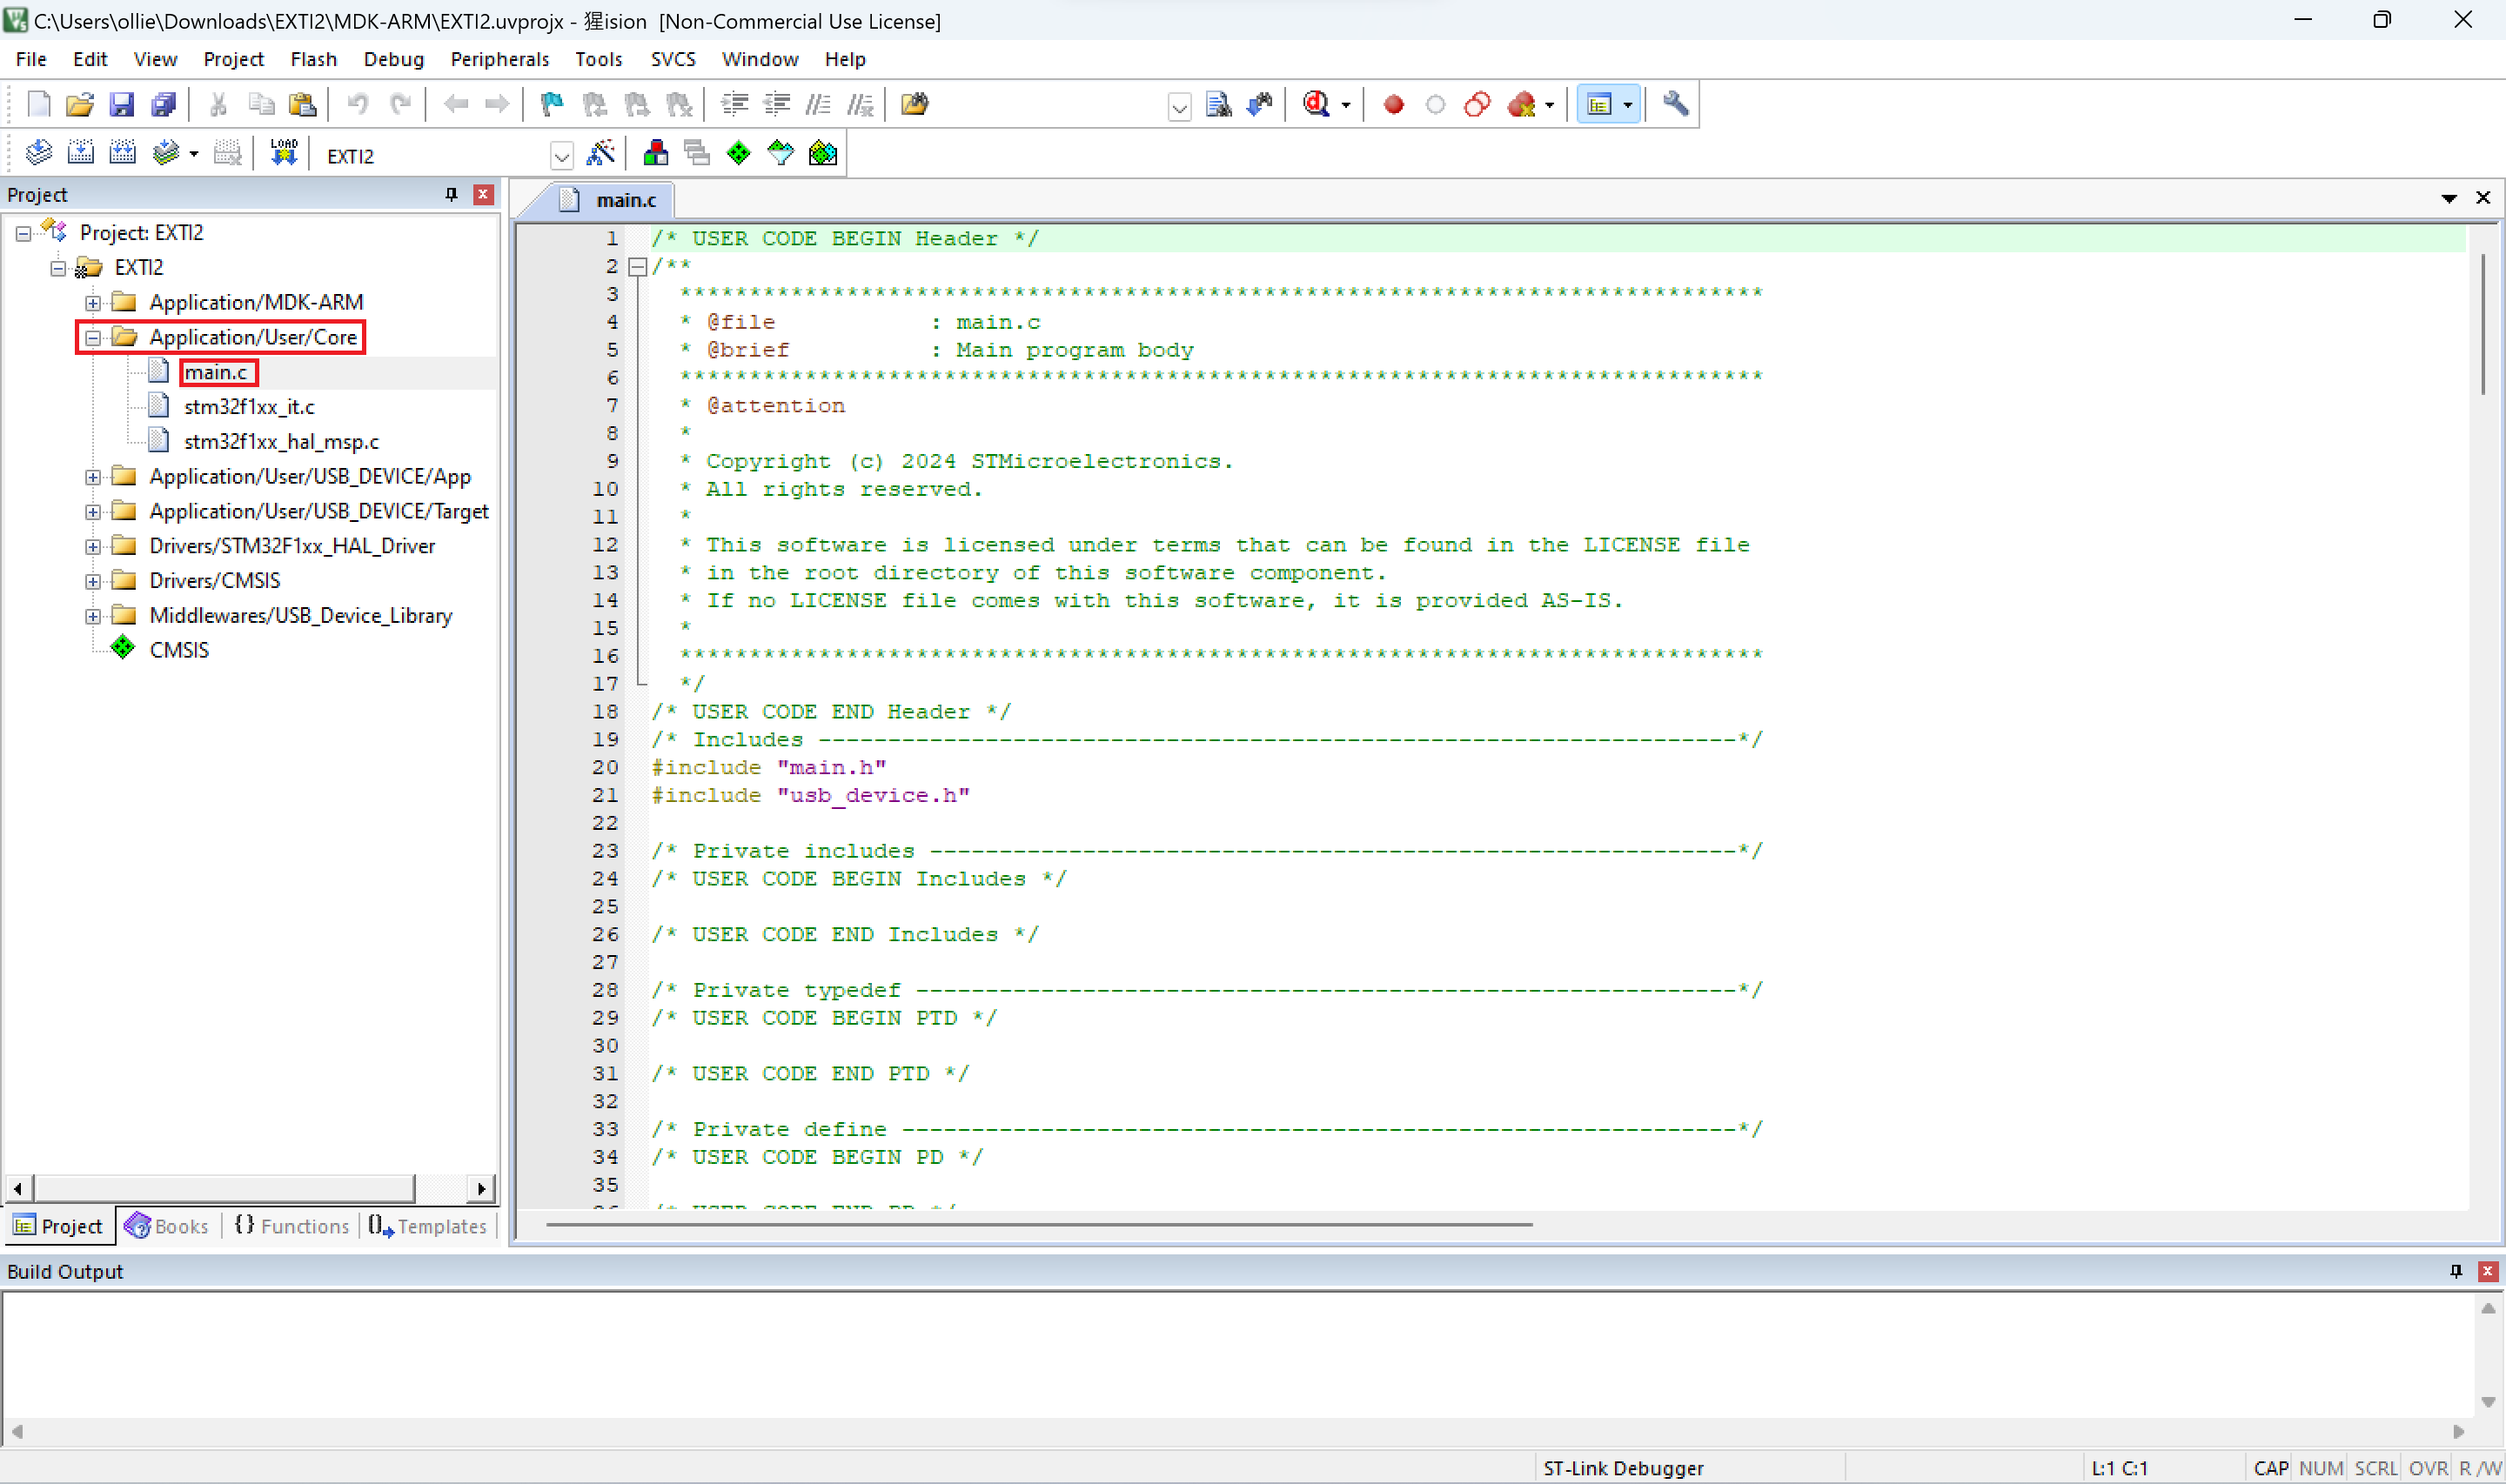 C:\Users\ollie\Downloads\EXTI2\MDK-ARM\EXTI2.uvprojx - 猩ision [Non-Commercial Use License]
File Edit View Project Flash Debug Peripherals Tools SVCS Window Help
LOAD
EXTI2
Project
Project: EXTI2
EXTI2
Application/MDK-ARM
Application/User/Core
main.c
stm32f1xx_it.c
stm32f1xx_hal_msp.c
Application/User/USB_DEVICE/App
Application/User/USB_DEVICE/Target
Drivers/STM32F1xx_HAL_Driver
Drivers/CMSIS
Middlewares/USB_Device_Library
CMSIS
Project Books {} Functions Templates
main.c
1 /* USER CODE BEGIN Header */
2 /**
3 ******************************************************************************
4 * @file : main.c
5 * @brief : Main program body
6 ******************************************************************************
7 * @attention
8 *
9 * Copyright (c) 2024 STMicroelectronics.
10 * All rights reserved.
11 *
12 * This software is licensed under terms that can be found in the LICENSE file
13 * in the root directory of this software component.
14 * If no LICENSE file comes with this software, it is provided AS-IS.
15 *
16 ******************************************************************************
17 */
18 /* USER CODE END Header */
19 /* Includes ------------------------------------------------------------------*/
20 #include "main.h"
21 #include "usb_device.h"
22
23 /* Private includes ----------------------------------------------------------*/
24 /* USER CODE BEGIN Includes */
25
26 /* USER CODE END Includes */
27
28 /* Private typedef -----------------------------------------------------------*/
29 /* USER CODE BEGIN PTD */
30
31 /* USER CODE END PTD */
32
33 /* Private define ------------------------------------------------------------*/
34 /* USER CODE BEGIN PD */
35
Build Output
ST-Link Debugger L:1 C:1 CAP NUM SCRL OVR R/W